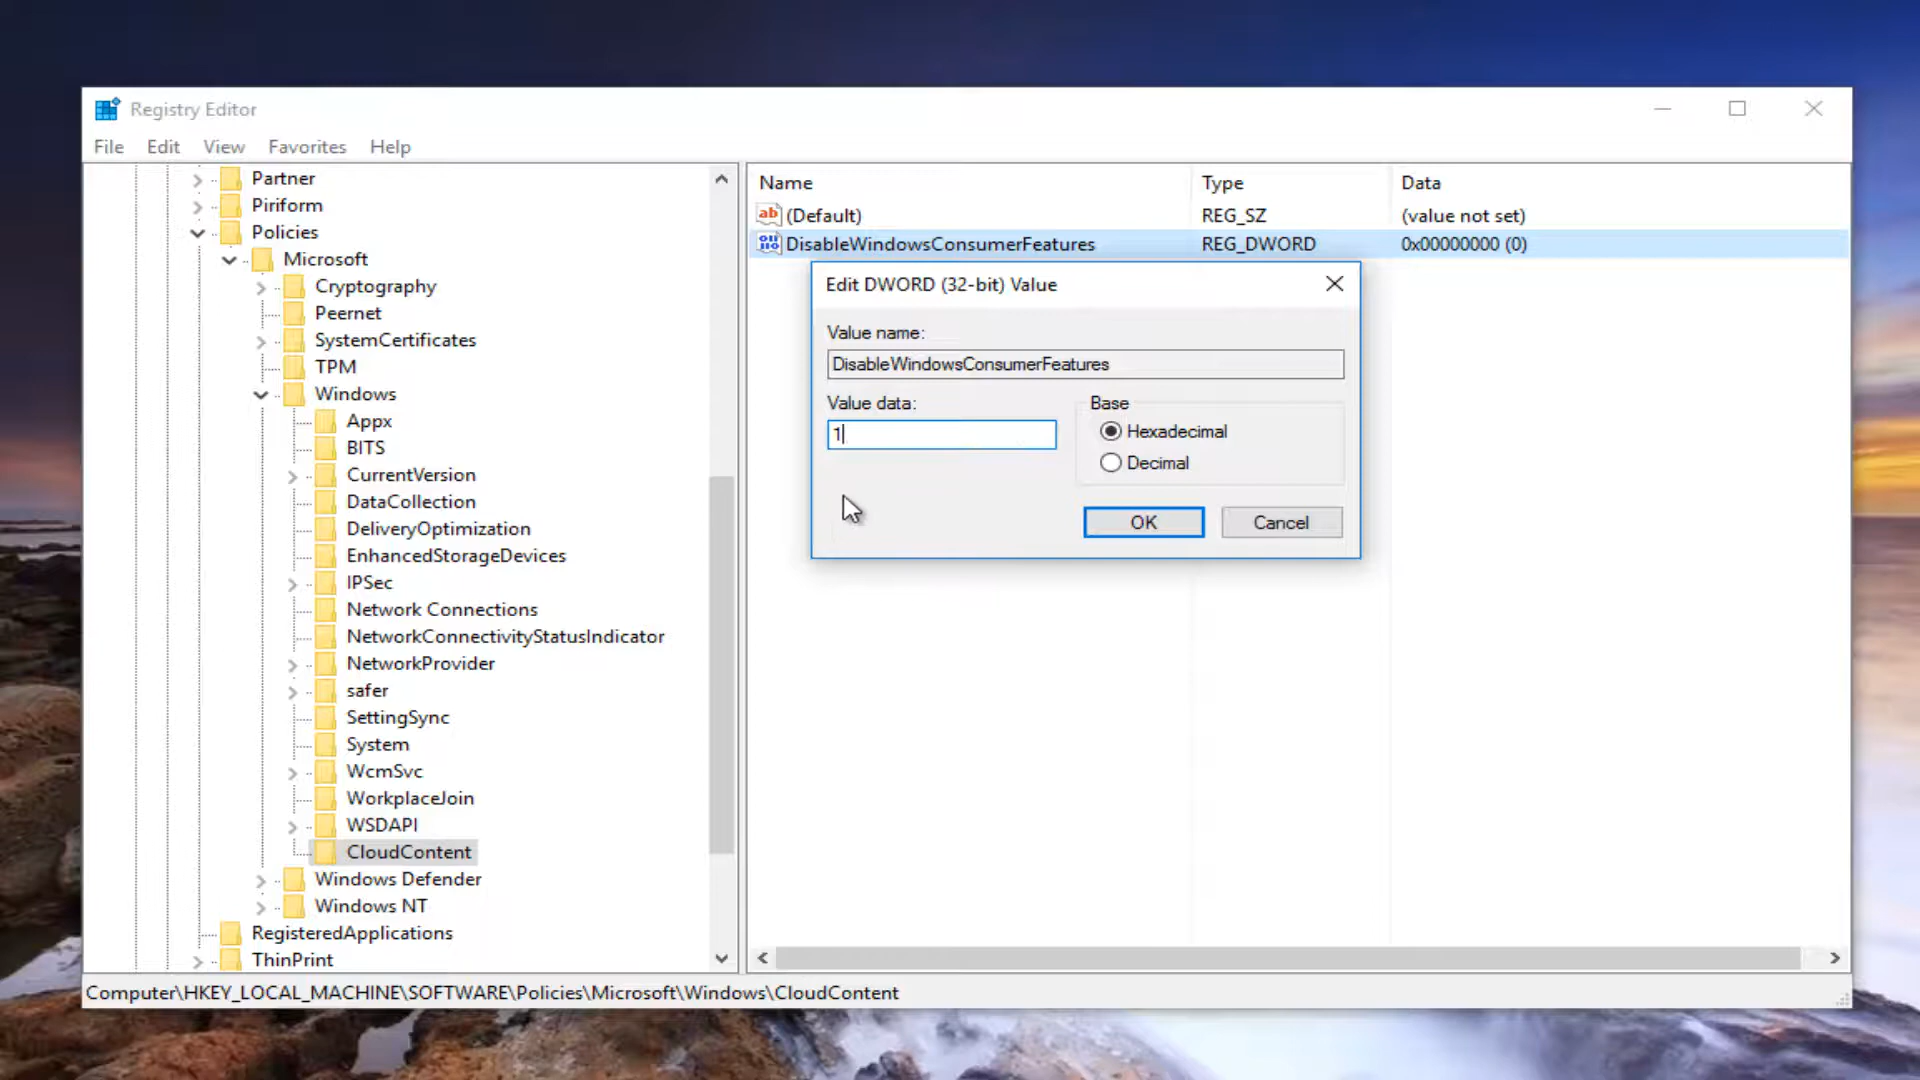 Registry Editor
File Edit View Favorites Help
Partner
Piriform
Policies
Microsoft
Cryptography
Peernet
SystemCertificates
TPM
Windows
Appx
BITS
CurrentVersion
DataCollection
DeliveryOptimization
EnhancedStorageDevices
IPSec
Network Connections
NetworkConnectivityStatusIndicator
NetworkProvider
safer
SettingSync
System
WcmSvc
WorkplaceJoin
WSDAPI
CloudContent
Windows Defender
Windows NT
RegisteredApplications
ThinPrint
Name Type Data
(Default) REG_SZ (value not set)
DisableWindowsConsumerFeatures REG_DWORD 0x00000000 (0)
Edit DWORD (32-bit) Value
Value name:
DisableWindowsConsumerFeatures
Value data:
1
Base
Hexadecimal
Decimal
OK Cancel
Computer\HKEY_LOCAL_MACHINE\SOFTWARE\Policies\Microsoft\Windows\CloudContent